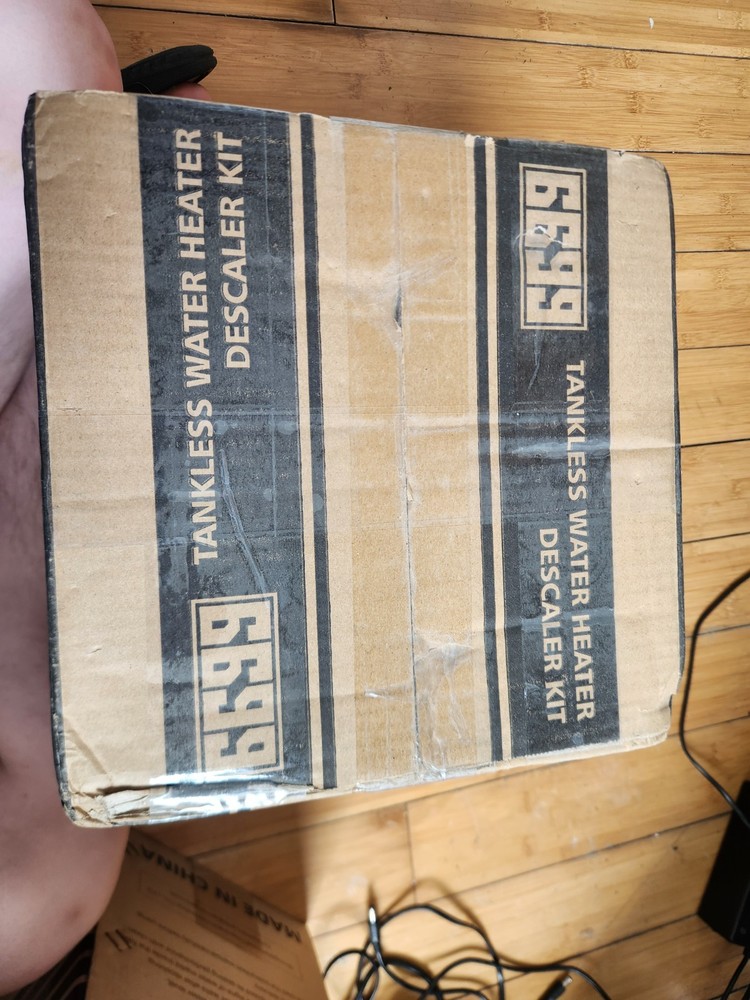 6699
TANKLESS WATER HEATER
DESCALER KIT
6699
TANKLESS WATER HEATER
DESCALER KIT
MADE IN CHINA